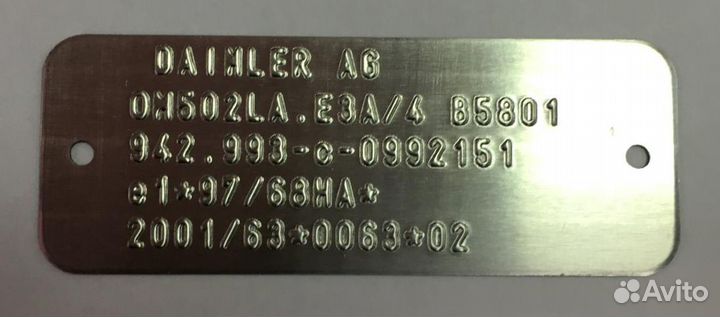 DAIMLER AG
OM502LA.E3A/4 B5801
942.993-c-0992151
e1*97/68HA*
2001/63*0063*02
Avito